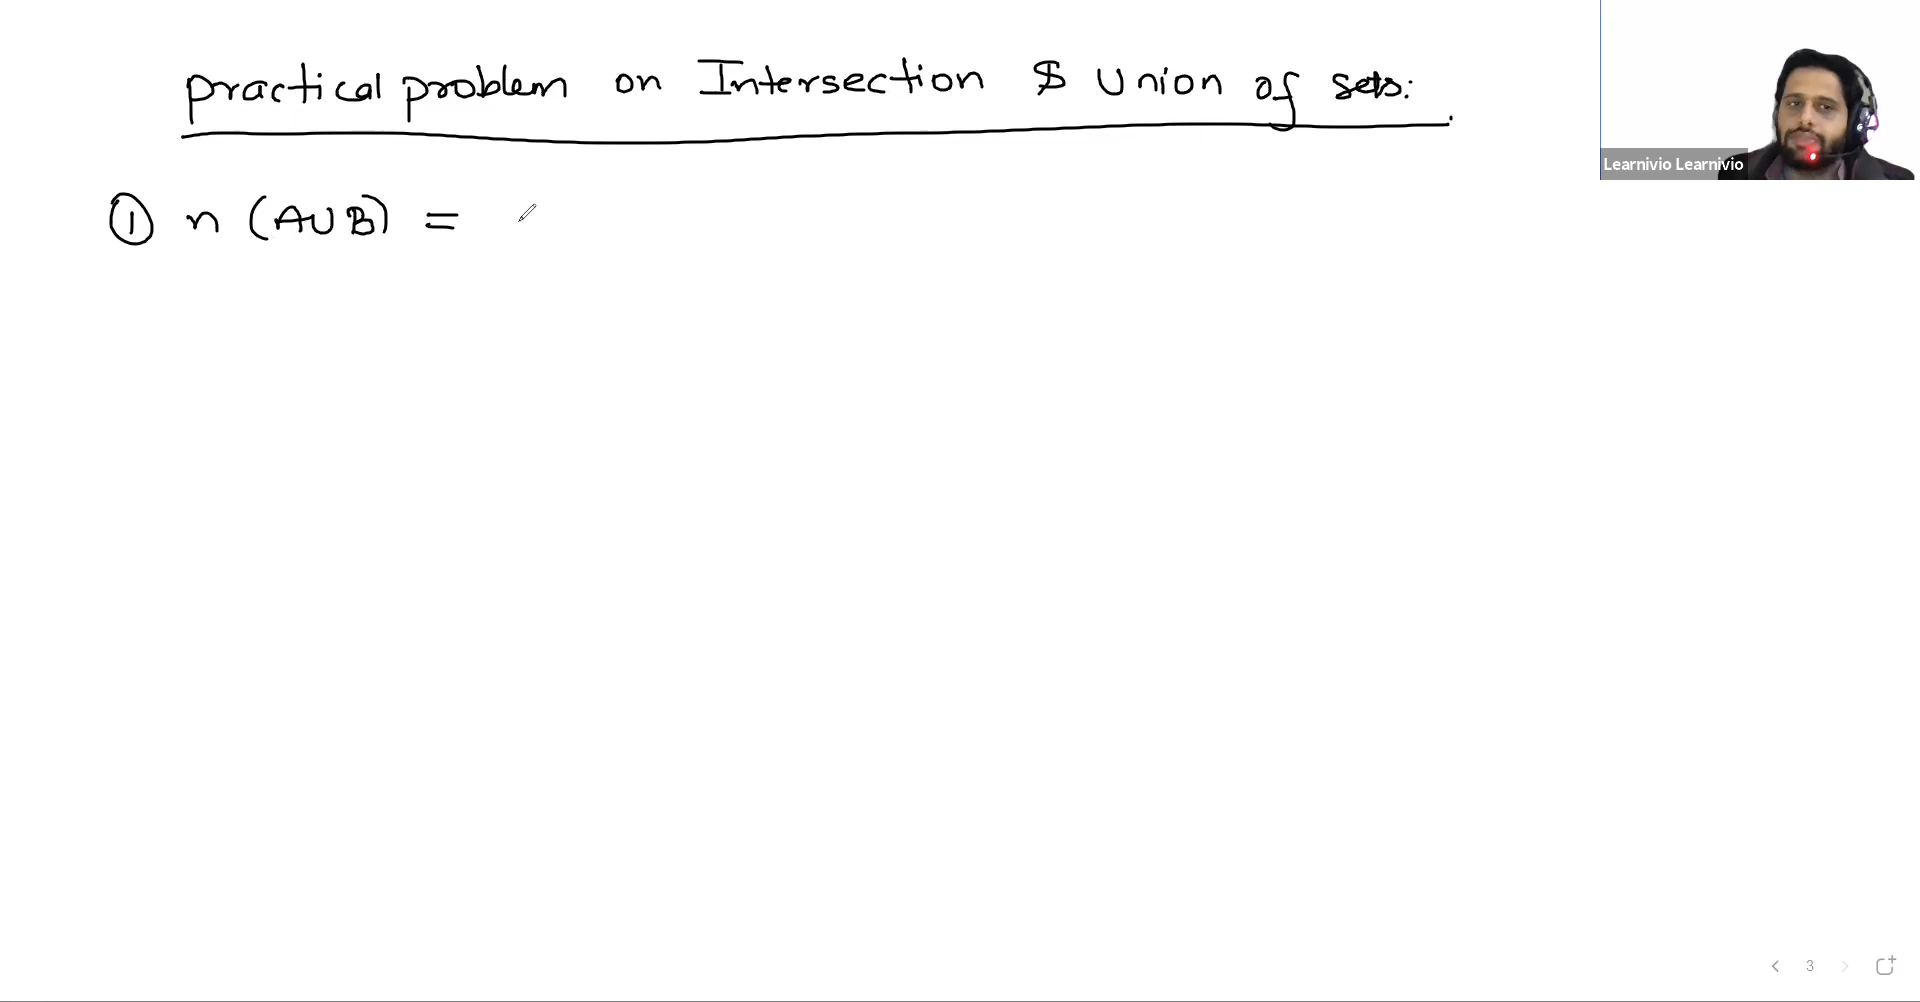 practical problem on Intersection & Union of sets:
Learnivio Learnivio
① n (A∪B) =
3